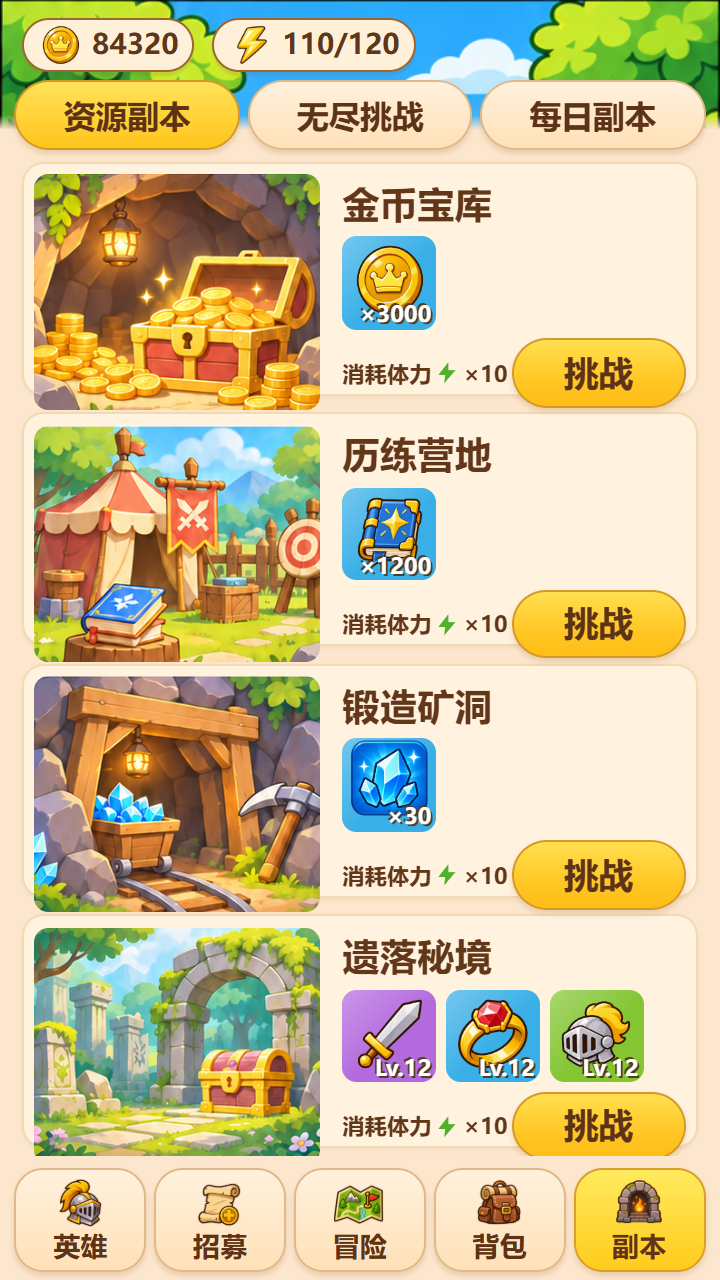 84320 110/120
资源副本 无尽挑战 每日副本
金币宝库
×3000
消耗体力 ×10 挑战
历练营地
×1200
消耗体力 ×10 挑战
锻造矿洞
×30
消耗体力 ×10 挑战
遗落秘境
Lv.12 Lv.12 Lv.12
消耗体力 ×10 挑战
英雄 招募 冒险 背包 副本